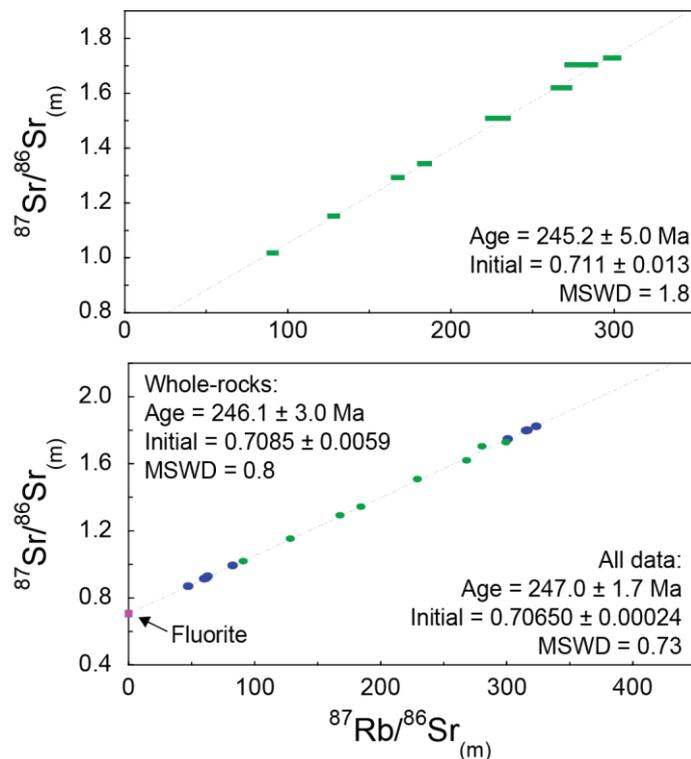 1.8
1.6
1.4
1.2
1.0
0.8
⁸⁷Sr/⁸⁶Sr(m)
Age = 245.2 ± 5.0 Ma
Initial = 0.711 ± 0.013
MSWD = 1.8
0 100 200 300
2.0
1.6
1.2
0.8
0.4
⁸⁷Sr/⁸⁶Sr(m)
Whole-rocks:
Age = 246.1 ± 3.0 Ma
Initial = 0.7085 ± 0.0059
MSWD = 0.8
All data:
Age = 247.0 ± 1.7 Ma
Initial = 0.70650 ± 0.00024
MSWD = 0.73
Fluorite
0 100 200 300 400
⁸⁷Rb/⁸⁶Sr(m)